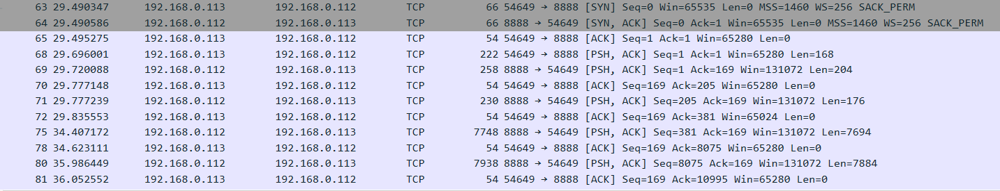 63 29.490347 192.168.0.113 192.168.0.112 TCP 66 54649 → 8888 [SYN] Seq=0 Win=65535 Len=0 MSS=1460 WS=256 SACK_PERM
64 29.490586 192.168.0.112 192.168.0.113 TCP 66 8888 → 54649 [SYN, ACK] Seq=0 Ack=1 Win=65535 Len=0 MSS=1460 WS=256 SACK_PERM
65 29.495275 192.168.0.113 192.168.0.112 TCP 54 54649 → 8888 [ACK] Seq=1 Ack=1 Win=65280 Len=0
68 29.696001 192.168.0.113 192.168.0.112 TCP 222 54649 → 8888 [PSH, ACK] Seq=1 Ack=1 Win=65280 Len=168
69 29.720088 192.168.0.112 192.168.0.113 TCP 258 8888 → 54649 [PSH, ACK] Seq=1 Ack=169 Win=131072 Len=204
70 29.777148 192.168.0.113 192.168.0.112 TCP 54 54649 → 8888 [ACK] Seq=169 Ack=205 Win=65280 Len=0
71 29.777239 192.168.0.112 192.168.0.113 TCP 230 8888 → 54649 [PSH, ACK] Seq=205 Ack=169 Win=131072 Len=176
72 29.835553 192.168.0.113 192.168.0.112 TCP 54 54649 → 8888 [ACK] Seq=169 Ack=381 Win=65024 Len=0
75 34.407172 192.168.0.112 192.168.0.113 TCP 7748 8888 → 54649 [PSH, ACK] Seq=381 Ack=169 Win=131072 Len=7694
78 34.623111 192.168.0.113 192.168.0.112 TCP 54 54649 → 8888 [ACK] Seq=169 Ack=8075 Win=65280 Len=0
80 35.986449 192.168.0.112 192.168.0.113 TCP 7938 8888 → 54649 [PSH, ACK] Seq=8075 Ack=169 Win=131072 Len=7884
81 36.052552 192.168.0.113 192.168.0.112 TCP 54 54649 → 8888 [ACK] Seq=169 Ack=10995 Win=65280 Len=0